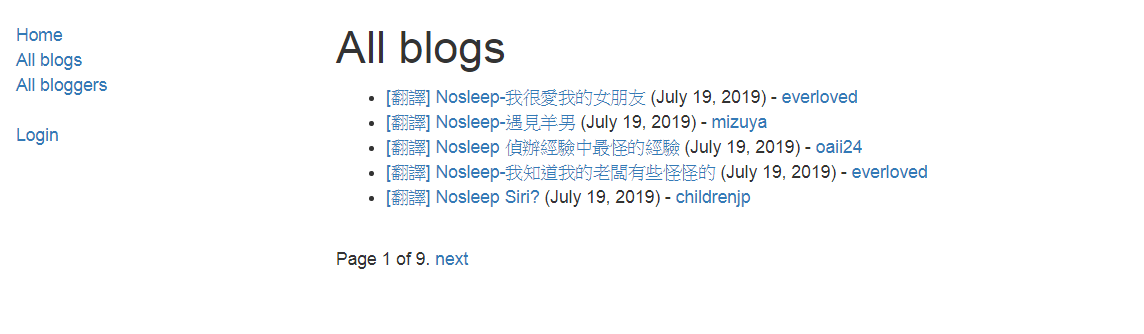 Home
All blogs
All bloggers
Login
All blogs
[翻譯] Nosleep-我很愛我的女朋友 (July 19, 2019) - everloved
[翻譯] Nosleep-遇見羊男 (July 19, 2019) - mizuya
[翻譯] Nosleep 偵辦經驗中最怪的經驗 (July 19, 2019) - oaii24
[翻譯] Nosleep-我知道我的老闆有些怪怪的 (July 19, 2019) - everloved
[翻譯] Nosleep Siri? (July 19, 2019) - childrenjp
Page 1 of 9. next